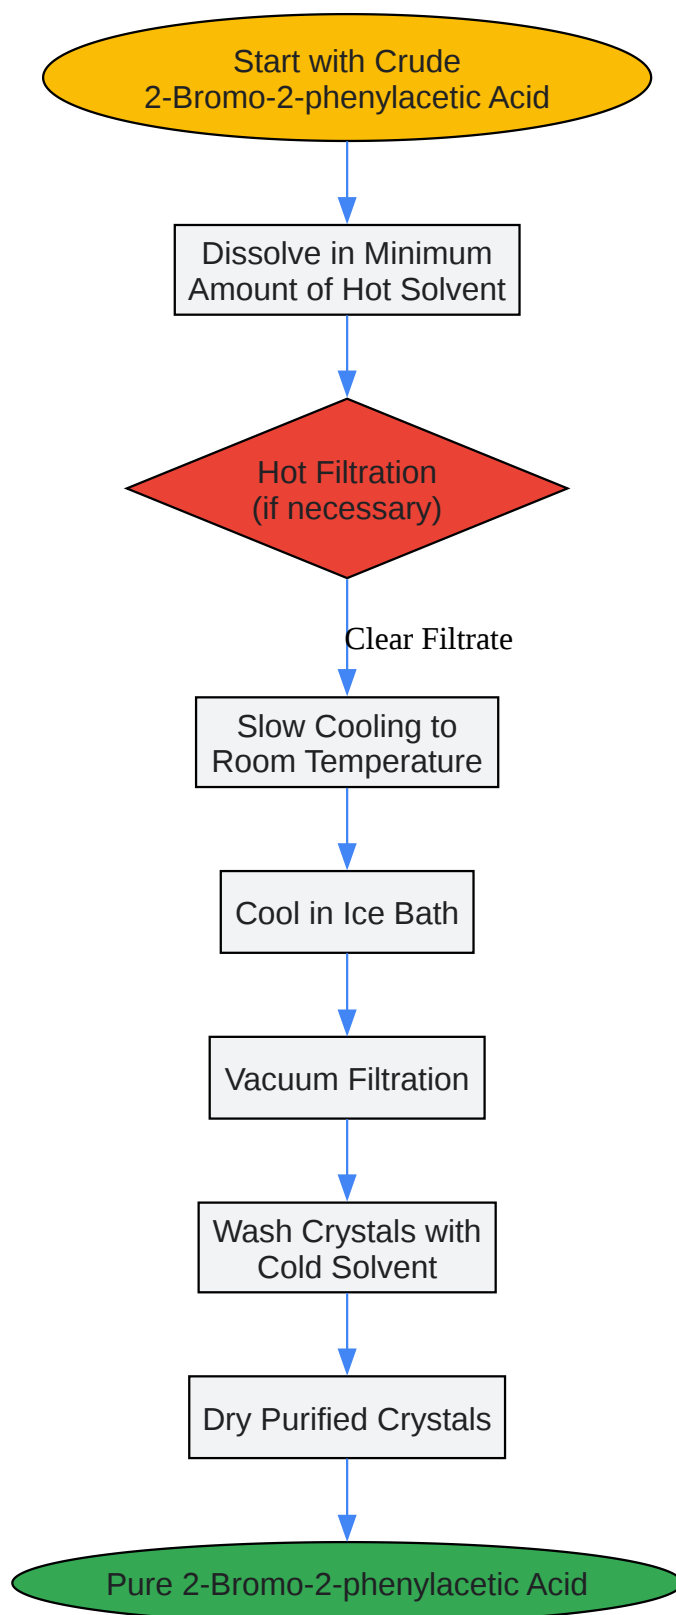 Start with Crude
2-Bromo-2-phenylacetic Acid
Dissolve in Minimum
Amount of Hot Solvent
Hot Filtration
(if necessary)
Clear Filtrate
Slow Cooling to
Room Temperature
Cool in Ice Bath
Vacuum Filtration
Wash Crystals with
Cold Solvent
Dry Purified Crystals
Pure 2-Bromo-2-phenylacetic Acid